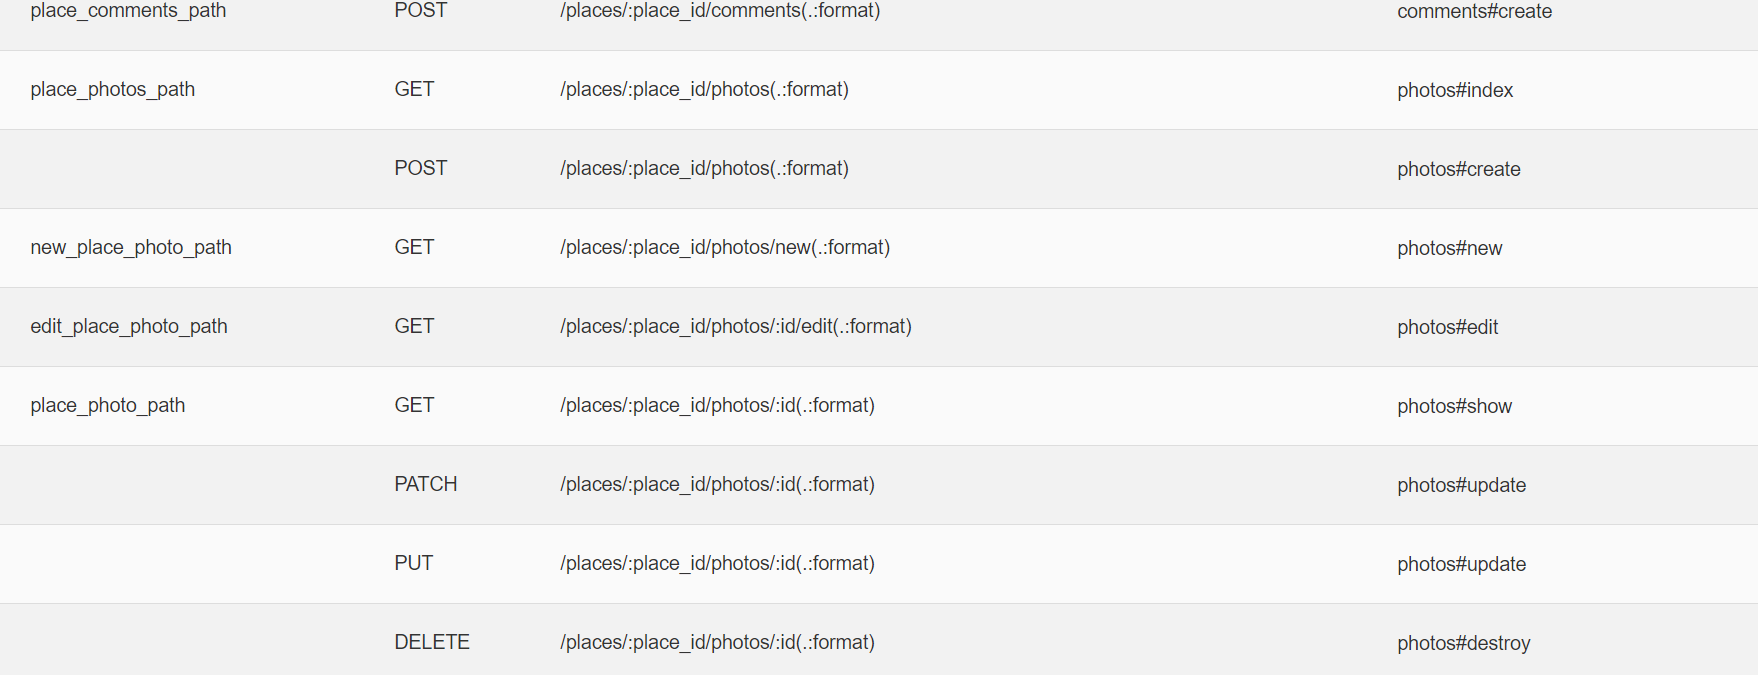 place_comments_path POST /places/:place_id/comments(.:format) comments#create
place_photos_path GET /places/:place_id/photos(.:format) photos#index
POST /places/:place_id/photos(.:format) photos#create
new_place_photo_path GET /places/:place_id/photos/new(.:format) photos#new
edit_place_photo_path GET /places/:place_id/photos/:id/edit(.:format) photos#edit
place_photo_path GET /places/:place_id/photos/:id(.:format) photos#show
PATCH /places/:place_id/photos/:id(.:format) photos#update
PUT /places/:place_id/photos/:id(.:format) photos#update
DELETE /places/:place_id/photos/:id(.:format) photos#destroy